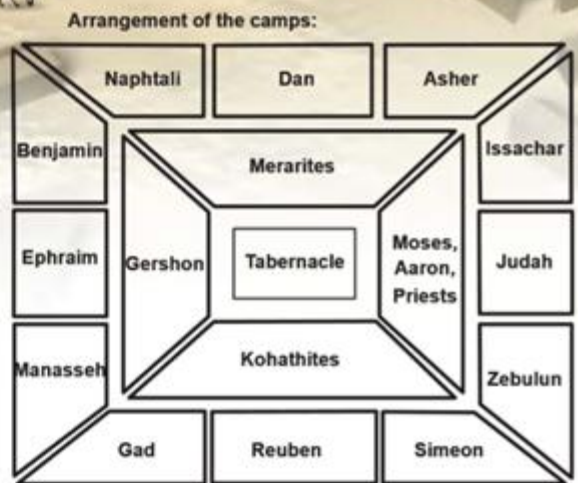 Arrangement of the camps:
Naphtali
Dan
Asher
Benjamin
Merarites
Issachar
Ephraim
Gershon
Tabernacle
Moses,
Aaron,
Priests
Judah
Manasseh
Kohathites
Zebulun
Gad
Reuben
Simeon